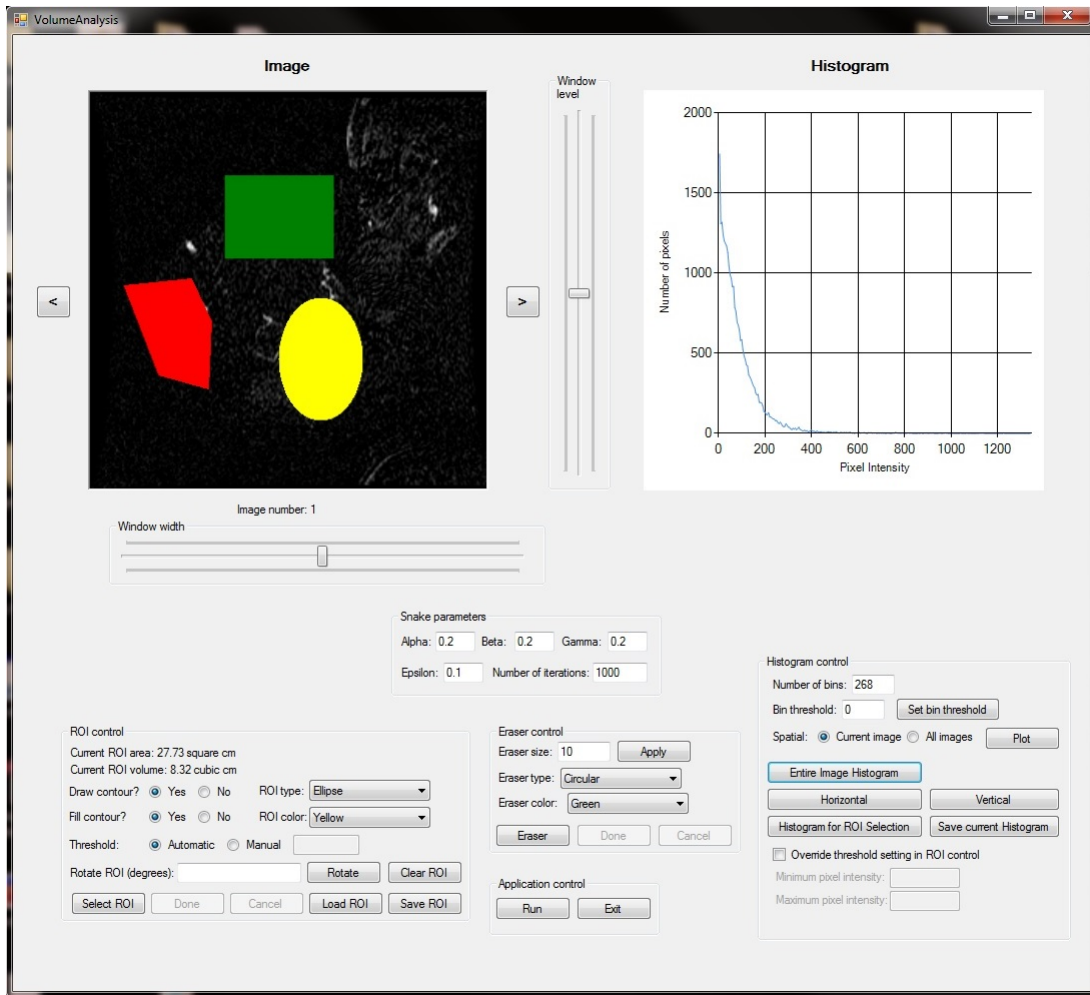 VolumeAnalysis
Image
Window
level
Histogram
2000
1500
1000
500
0
Number of pixels
0 200 400 600 800 1000 1200
Pixel Intensity
<
>
Image number: 1
Window width
Snake parameters
Alpha: 0.2 Beta: 0.2 Gamma: 0.2
Epsilon: 0.1 Number of iterations: 1000
ROI control
Current ROI area: 27.73 square cm
Current ROI volume: 8.32 cubic cm
Draw contour? Yes No ROI type: Ellipse
Fill contour? Yes No ROI color: Yellow
Threshold: Automatic Manual
Rotate ROI (degrees): Rotate Clear ROI
Select ROI Done Cancel Load ROI Save ROI
Eraser control
Eraser size: 10 Apply
Eraser type: Circular
Eraser color: Green
Eraser Done Cancel
Application control
Run Exit
Histogram control
Number of bins: 268
Bin threshold: 0 Set bin threshold
Spatial: Current image All images Plot
Entire Image Histogram
Horizontal Vertical
Histogram for ROI Selection Save current Histogram
Override threshold setting in ROI control
Minimum pixel intensity:
Maximum pixel intensity: